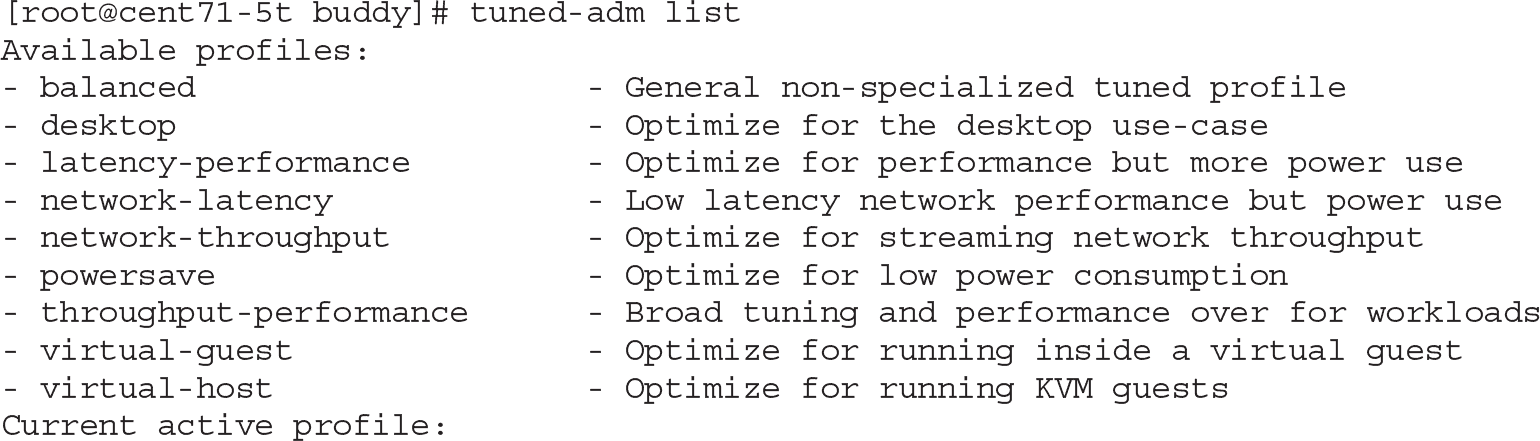 [root@cent71-5t buddy]# tuned-adm list
Available profiles:
- balanced - General non-specialized tuned profile
- desktop - Optimize for the desktop use-case
- latency-performance - Optimize for performance but more power use
- network-latency - Low latency network performance but power use
- network-throughput - Optimize for streaming network throughput
- powersave - Optimize for low power consumption
- throughput-performance - Broad tuning and performance over for workloads
- virtual-guest - Optimize for running inside a virtual guest
- virtual-host - Optimize for running KVM guests
Current active profile: